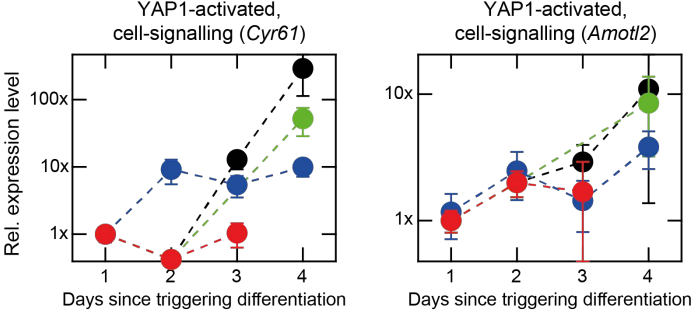 YAP1-activated,
cell-signalling (Cyr61)
YAP1-activated,
cell-signalling (Amotl2)
Rel. expression level
100x
10x
1x
1 2 3 4
Days since triggering differentiation
10x
1x
1 2 3 4
Days since triggering differentiation